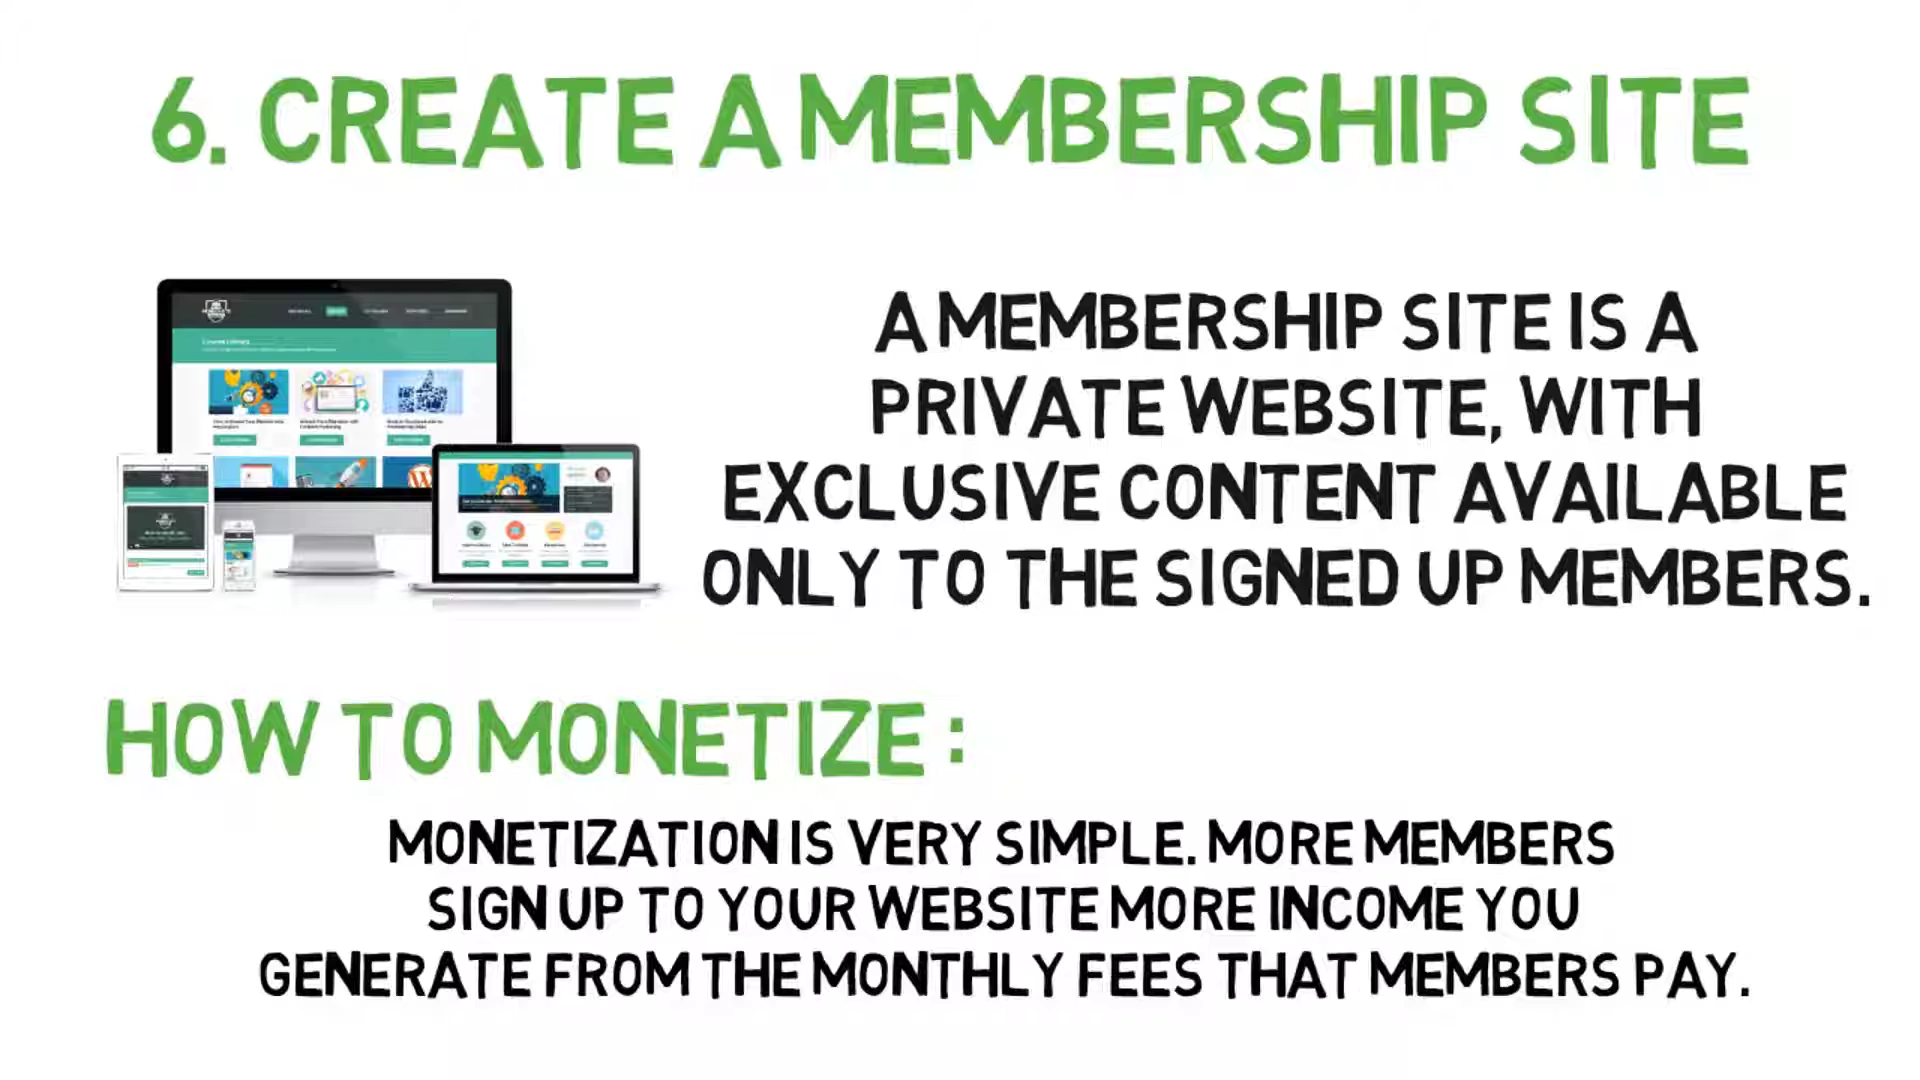 6. CREATE A MEMBERSHIP SITE
A MEMBERSHIP SITE IS A
PRIVATE WEBSITE, WITH
EXCLUSIVE CONTENT AVAILABLE
ONLY TO THE SIGNED UP MEMBERS.
HOW TO MONETIZE :
MONETIZATION IS VERY SIMPLE. MORE MEMBERS
SIGN UP TO YOUR WEBSITE MORE INCOME YOU
GENERATE FROM THE MONTHLY FEES THAT MEMBERS PAY.